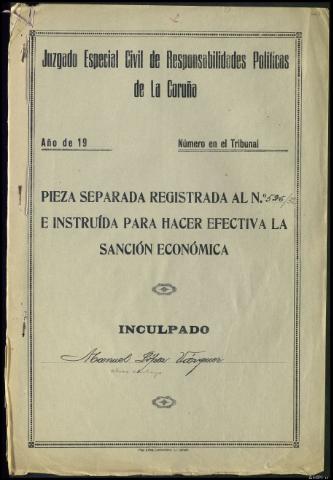 Juzgado Especial Civil de Responsabilidades Políticas
de La Coruña
Año de 19
Número en el Tribunal
PIEZA SEPARADA REGISTRADA AL N.º 526
E INSTRUÍDA PARA HACER EFECTIVA LA
SANCIÓN ECONÓMICA
INCULPADO
Manuel López Vázquez